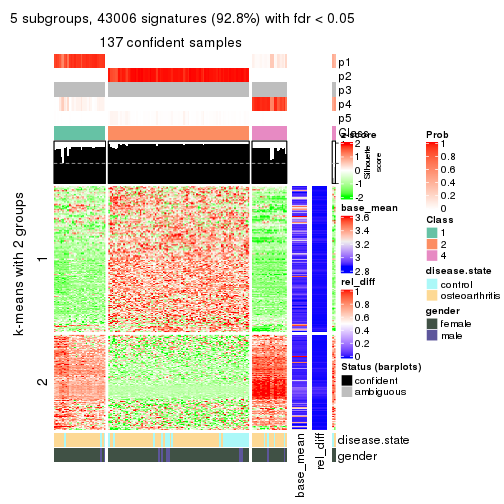 5 subgroups, 43006 signatures (92.8%) with fdr < 0.05
137 confident samples
p1
p2
p3
p4
p5
Class
k-means with 2 groups
1
2
z-score
2
1
0
-1
-2
Silhouette
score
base_mean
3.6
3.4
3.2
3
2.8
rel_diff
1
0.8
0.6
0.4
0.2
0
Status (barplots)
confident
ambiguous
Prob
1
0.8
0.6
0.4
0.2
0
Class
1
2
4
disease.state
control
osteoarthritis
gender
female
male
disease.state
gender
base_mean
rel_diff